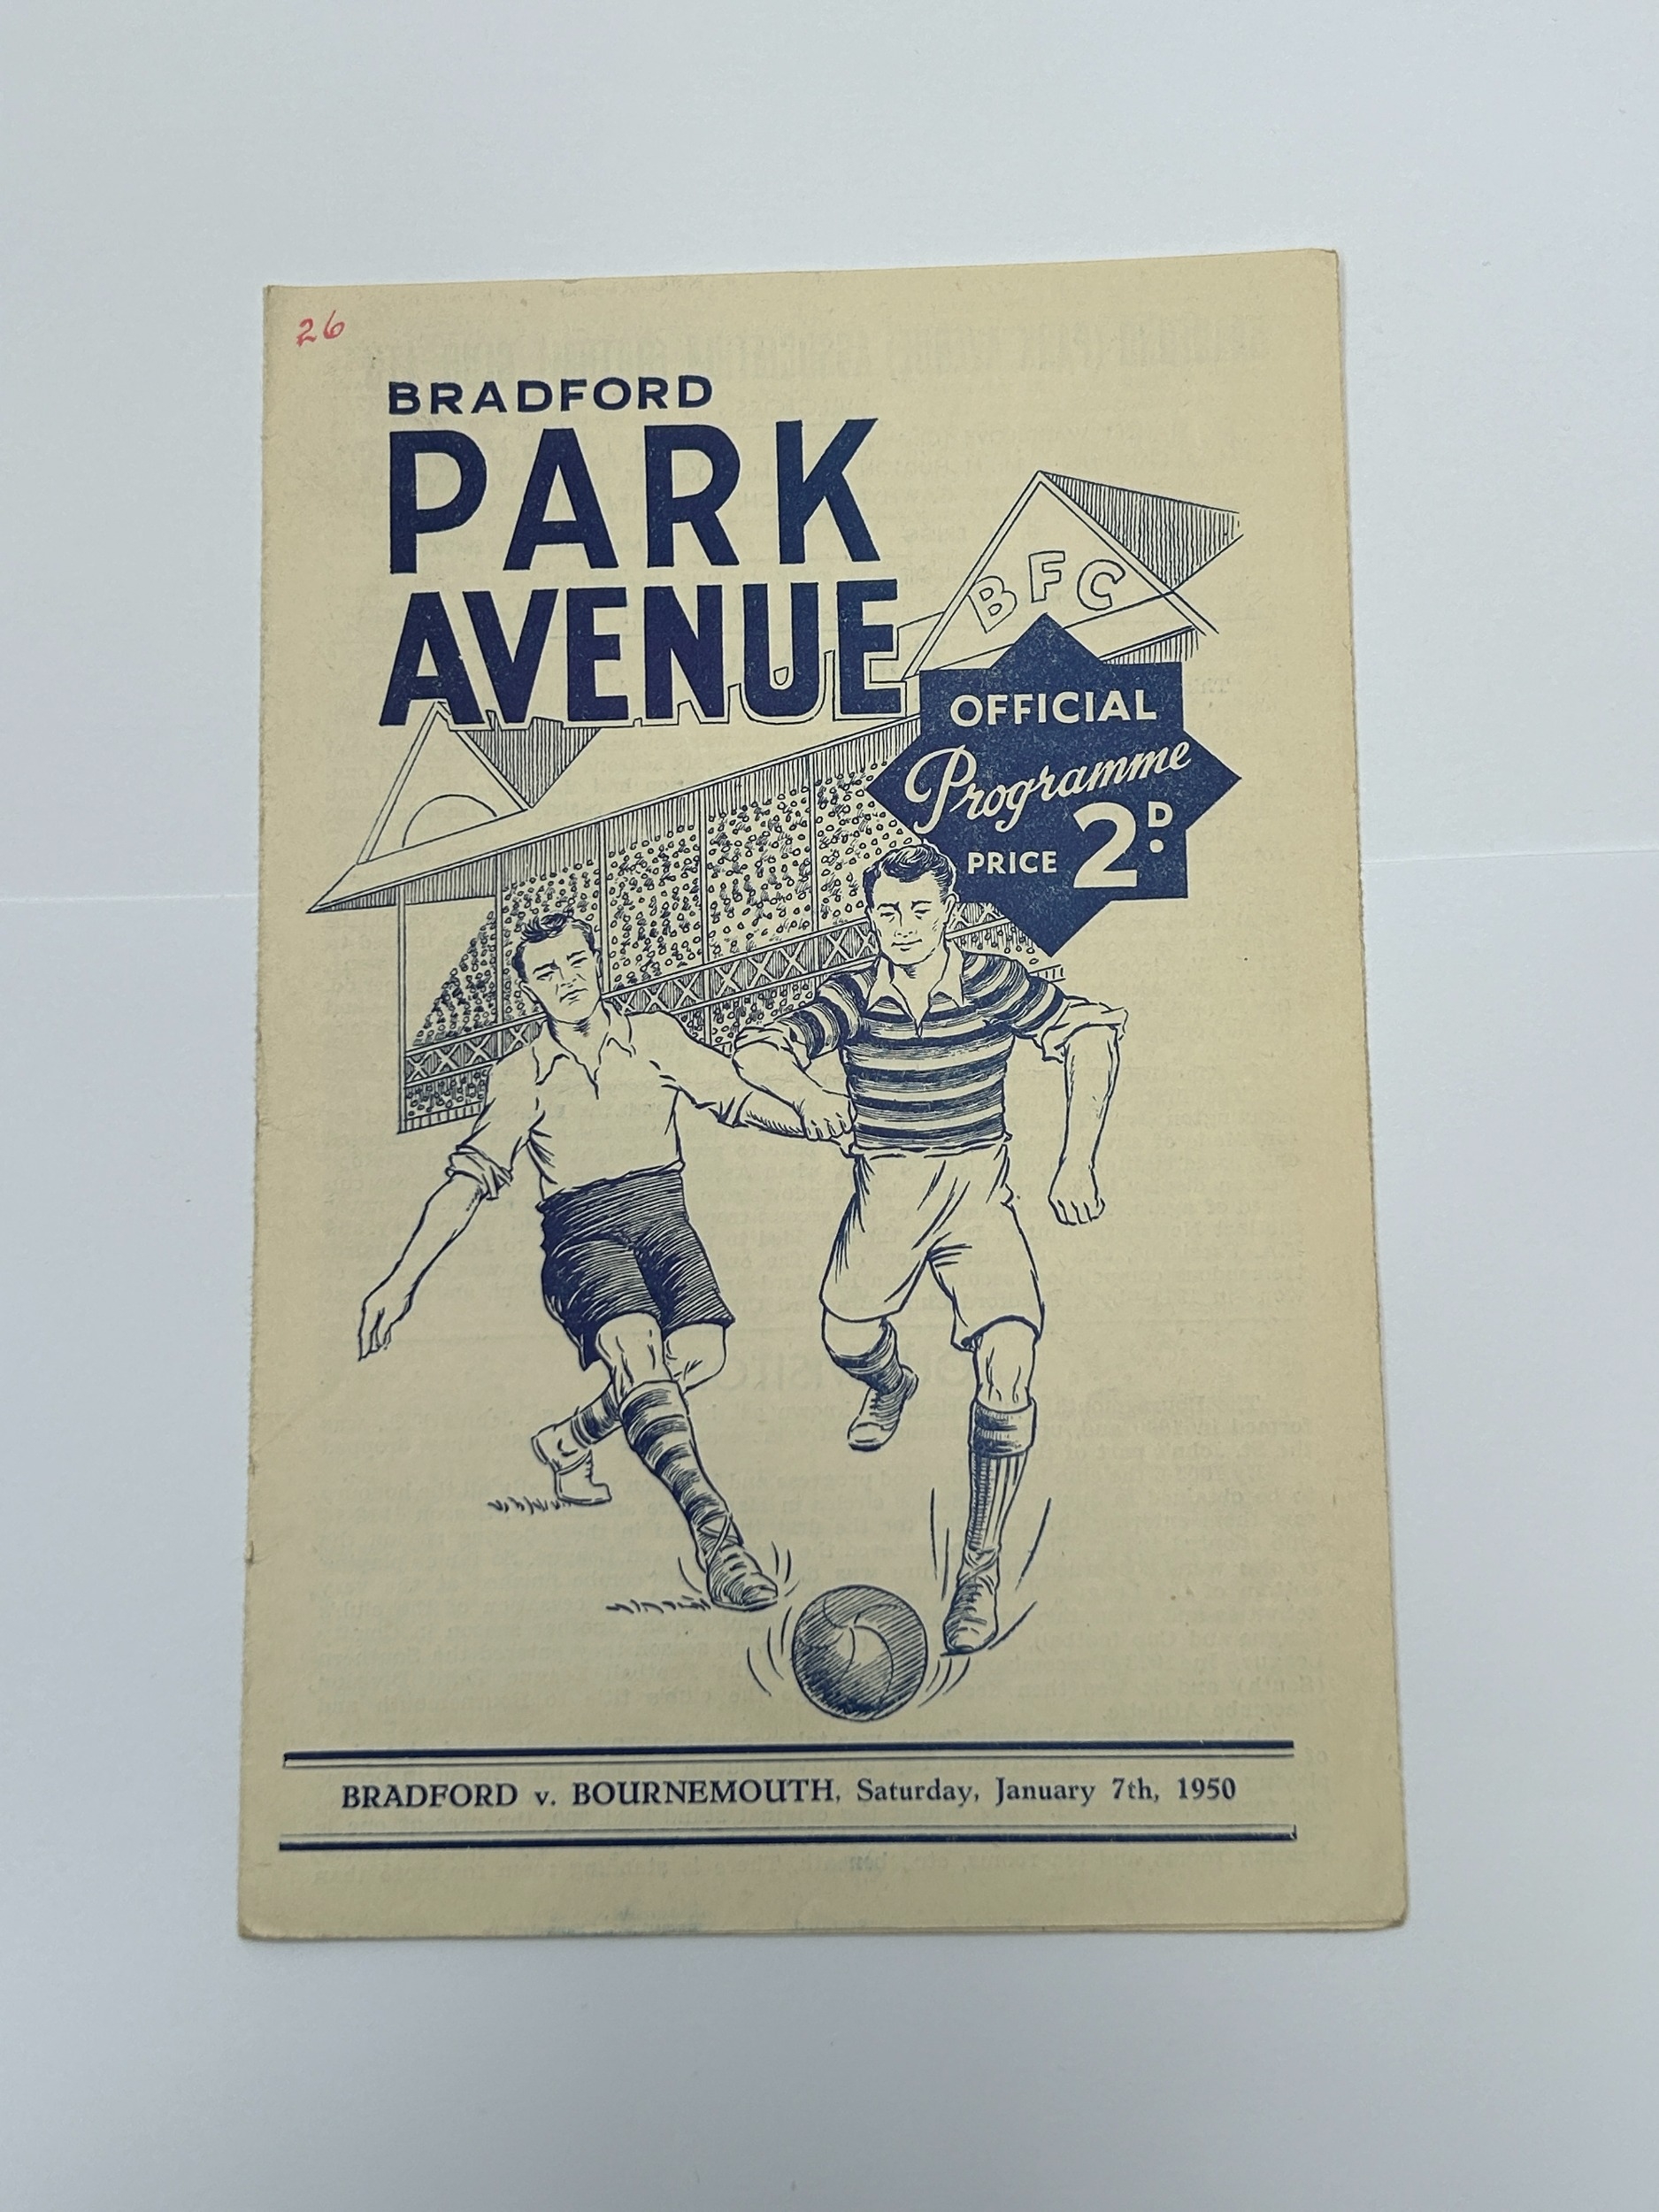 26
BRADFORD
PARK
AVENUE
BFC
OFFICIAL
Programme
PRICE 2D.
BRADFORD v. BOURNEMOUTH, Saturday, January 7th, 1950